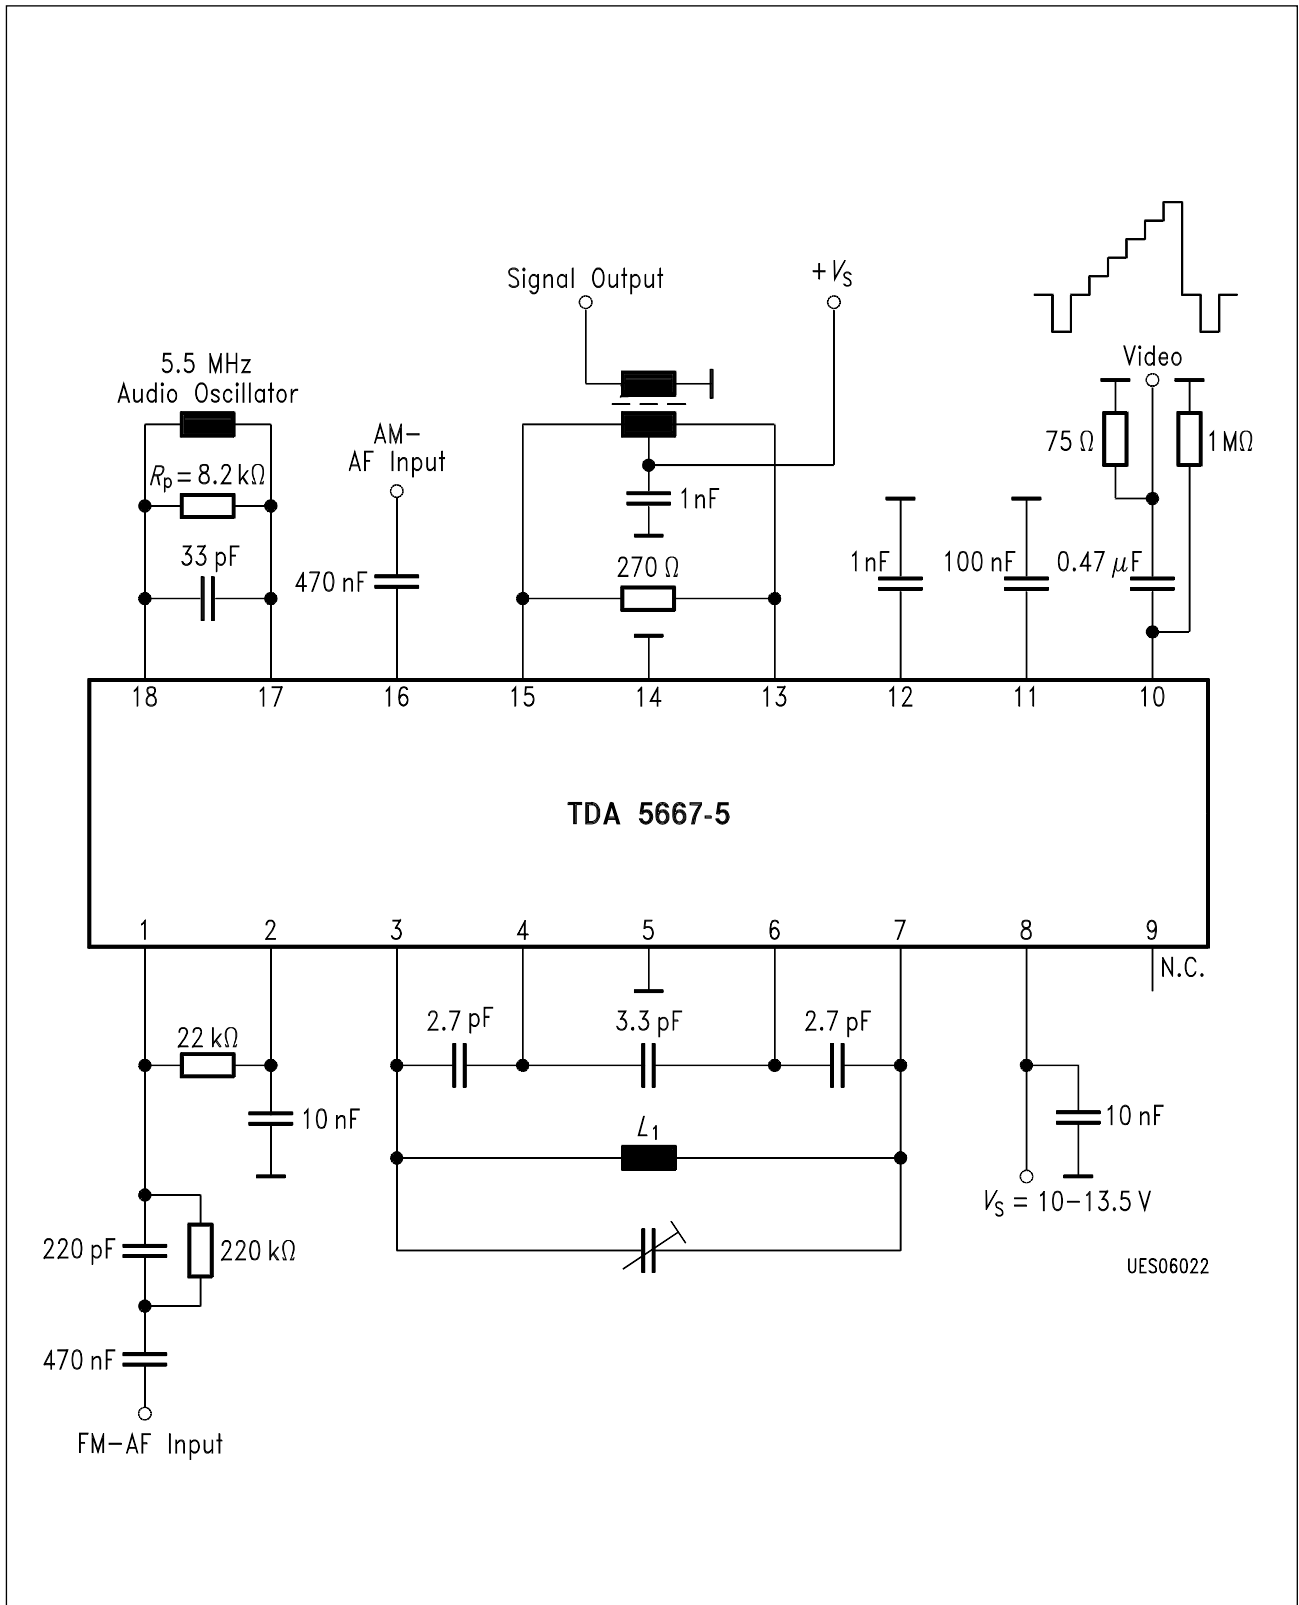 Signal Output
+VS
5.5 MHz
Audio Oscillator
Video
AM-
AF Input
75 Ω
1 MΩ
Rp = 8.2 kΩ
1 nF
33 pF
470 nF
270 Ω
1 nF
100 nF
0.47 µF
18
17
16
15
14
13
12
11
10
TDA 5667-5
1
2
3
4
5
6
7
8
9
N.C.
22 kΩ
2.7 pF
3.3 pF
2.7 pF
10 nF
L1
10 nF
VS = 10-13.5 V
220 pF
220 kΩ
UES06022
470 nF
FM-AF Input